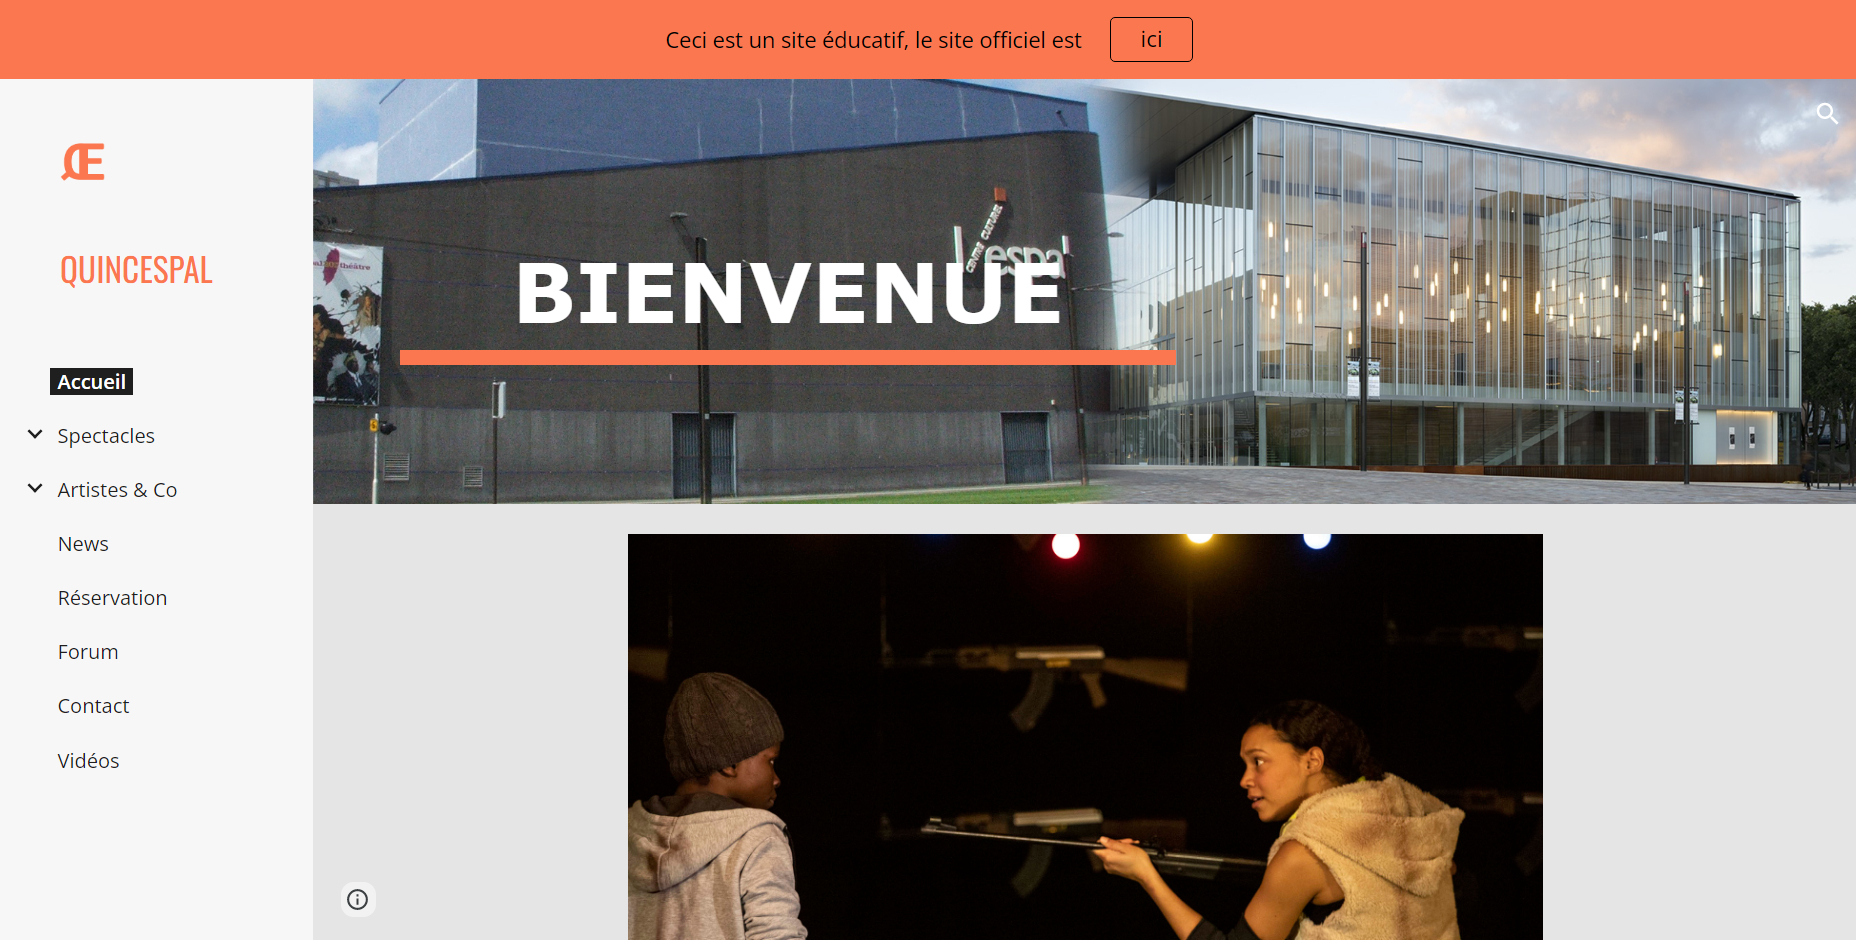 Ceci est un site éducatif, le site officiel est
ici
Œ
QUINCESPAL
Accueil
Spectacles
Artistes & Co
News
Réservation
Forum
Contact
Vidéos
CENTRE CULTUREL
l'espal
BIENVENUE
théâtre